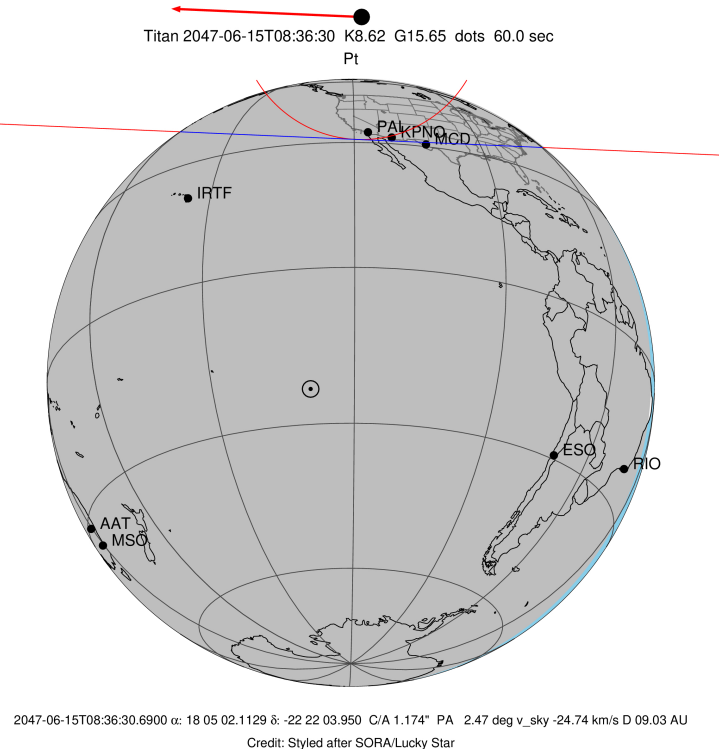 Titan 2047-06-15T08:36:30 K8.62 G15.65 dots 60.0 sec
Pt
PAL
KPNO
MCD
IRTF
ESO
RIO
AAT
MSO
2047-06-15T08:36:30.6900 α: 18 05 02.1129 δ: -22 22 03.950 C/A 1.174" PA 2.47 deg v_sky -24.74 km/s D 09.03 AU
Credit: Styled after SORA/Lucky Star